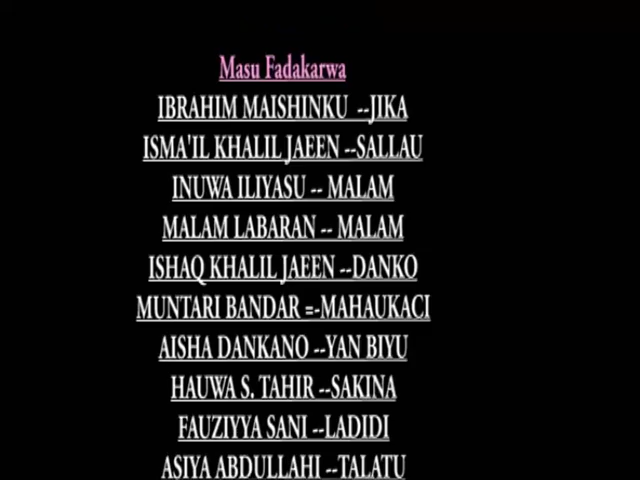 Masu Fadakarwa
IBRAHIM MAISHINKU --JIKA
ISMA'IL KHALIL JAEEN --SALLAU
INUWA ILIYASU -- MALAM
MALAM LABARAN -- MALAM
ISHAQ KHALIL JAEEN --DANKO
MUNTARI BANDAR =-MAHAUKACI
AISHA DANKANO --YAN BIYU
HAUWA S. TAHIR --SAKINA
FAUZIYYA SANI --LADIDI
ASIYA ABDULLAHI --TALATU